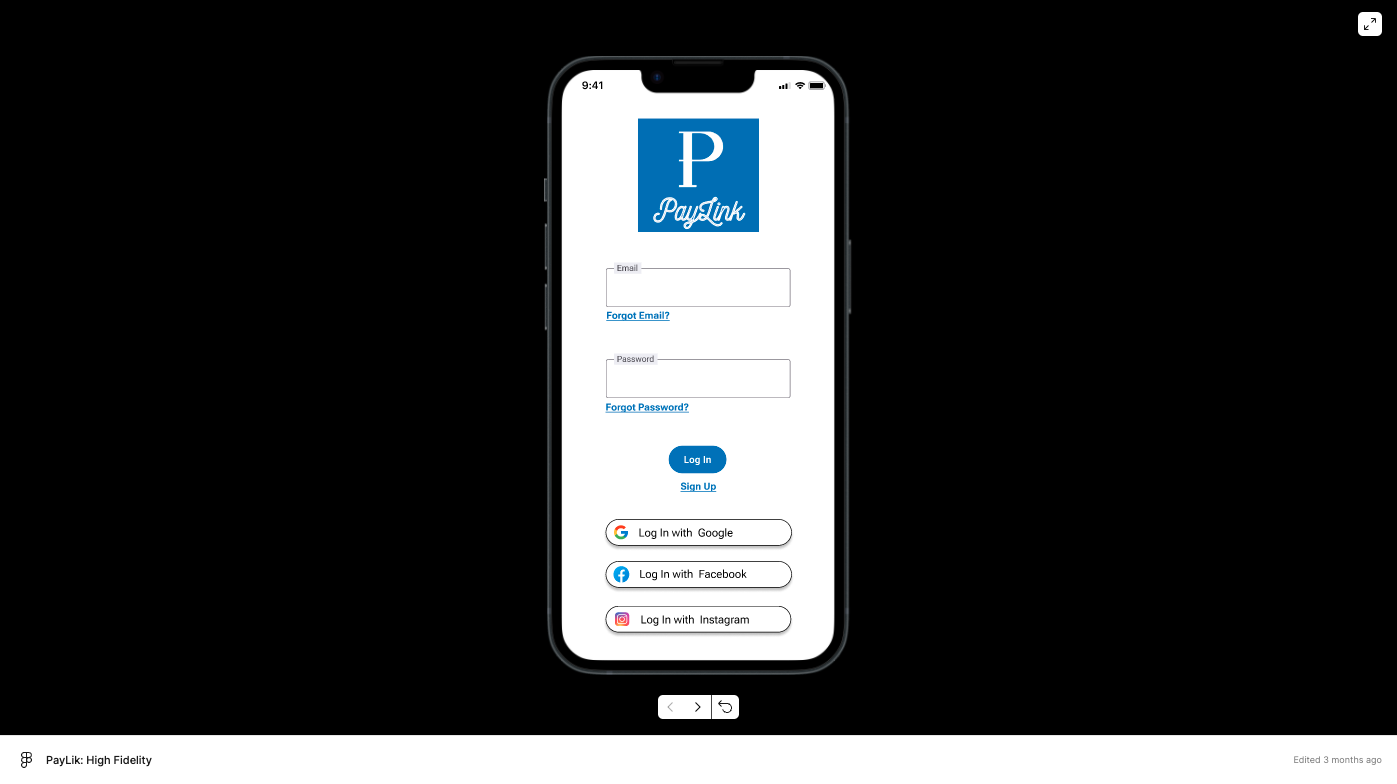 9:41
P
PayLink
Email
Forgot Email?
Password
Forgot Password?
Log In
Sign Up
Log In with Google
Log In with Facebook
Log In with Instagram
PayLik: High Fidelity
Edited 3 months ago